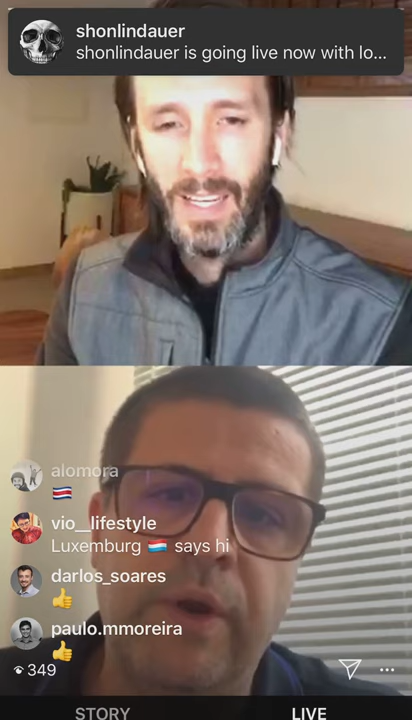 shonlindauer
shonlindauer is going live now with lo...
alomora
🇨🇷
vio__lifestyle
Luxemburg 🇱🇺 says hi
darlos_soares
👍
paulo.mmoreira
👍
349
STORY LIVE